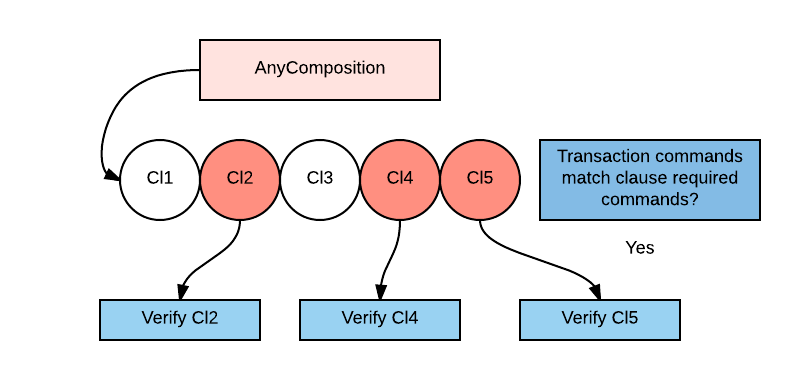 AnyComposition
Cl1
Cl2
Cl3
Cl4
Cl5
Transaction commands
match clause required
commands?
Yes
Verify Cl2
Verify Cl4
Verify Cl5